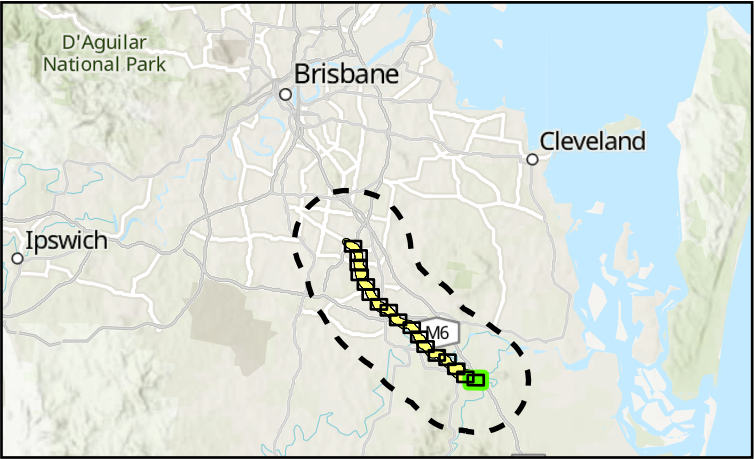 D'Aguilar
National Park
Brisbane
Cleveland
Ipswich
M6